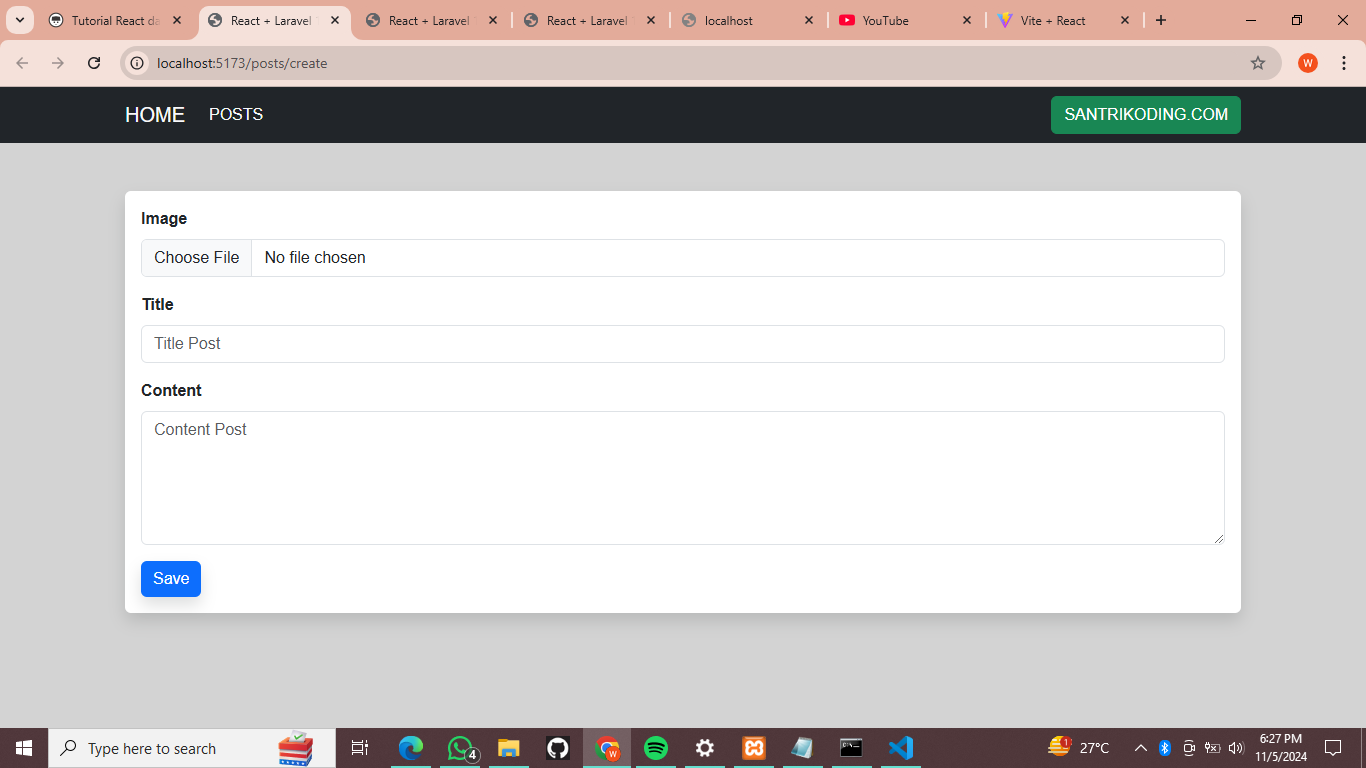 Tutorial React da
React + Laravel
React + Laravel
React + Laravel
localhost
YouTube
Vite + React
localhost:5173/posts/create
W
HOME
POSTS
SANTRIKODING.COM
Image
Choose File
No file chosen
Title
Title Post
Content
Content Post
Save
Type here to search
4
W
1
27°C
6:27 PM
11/5/2024